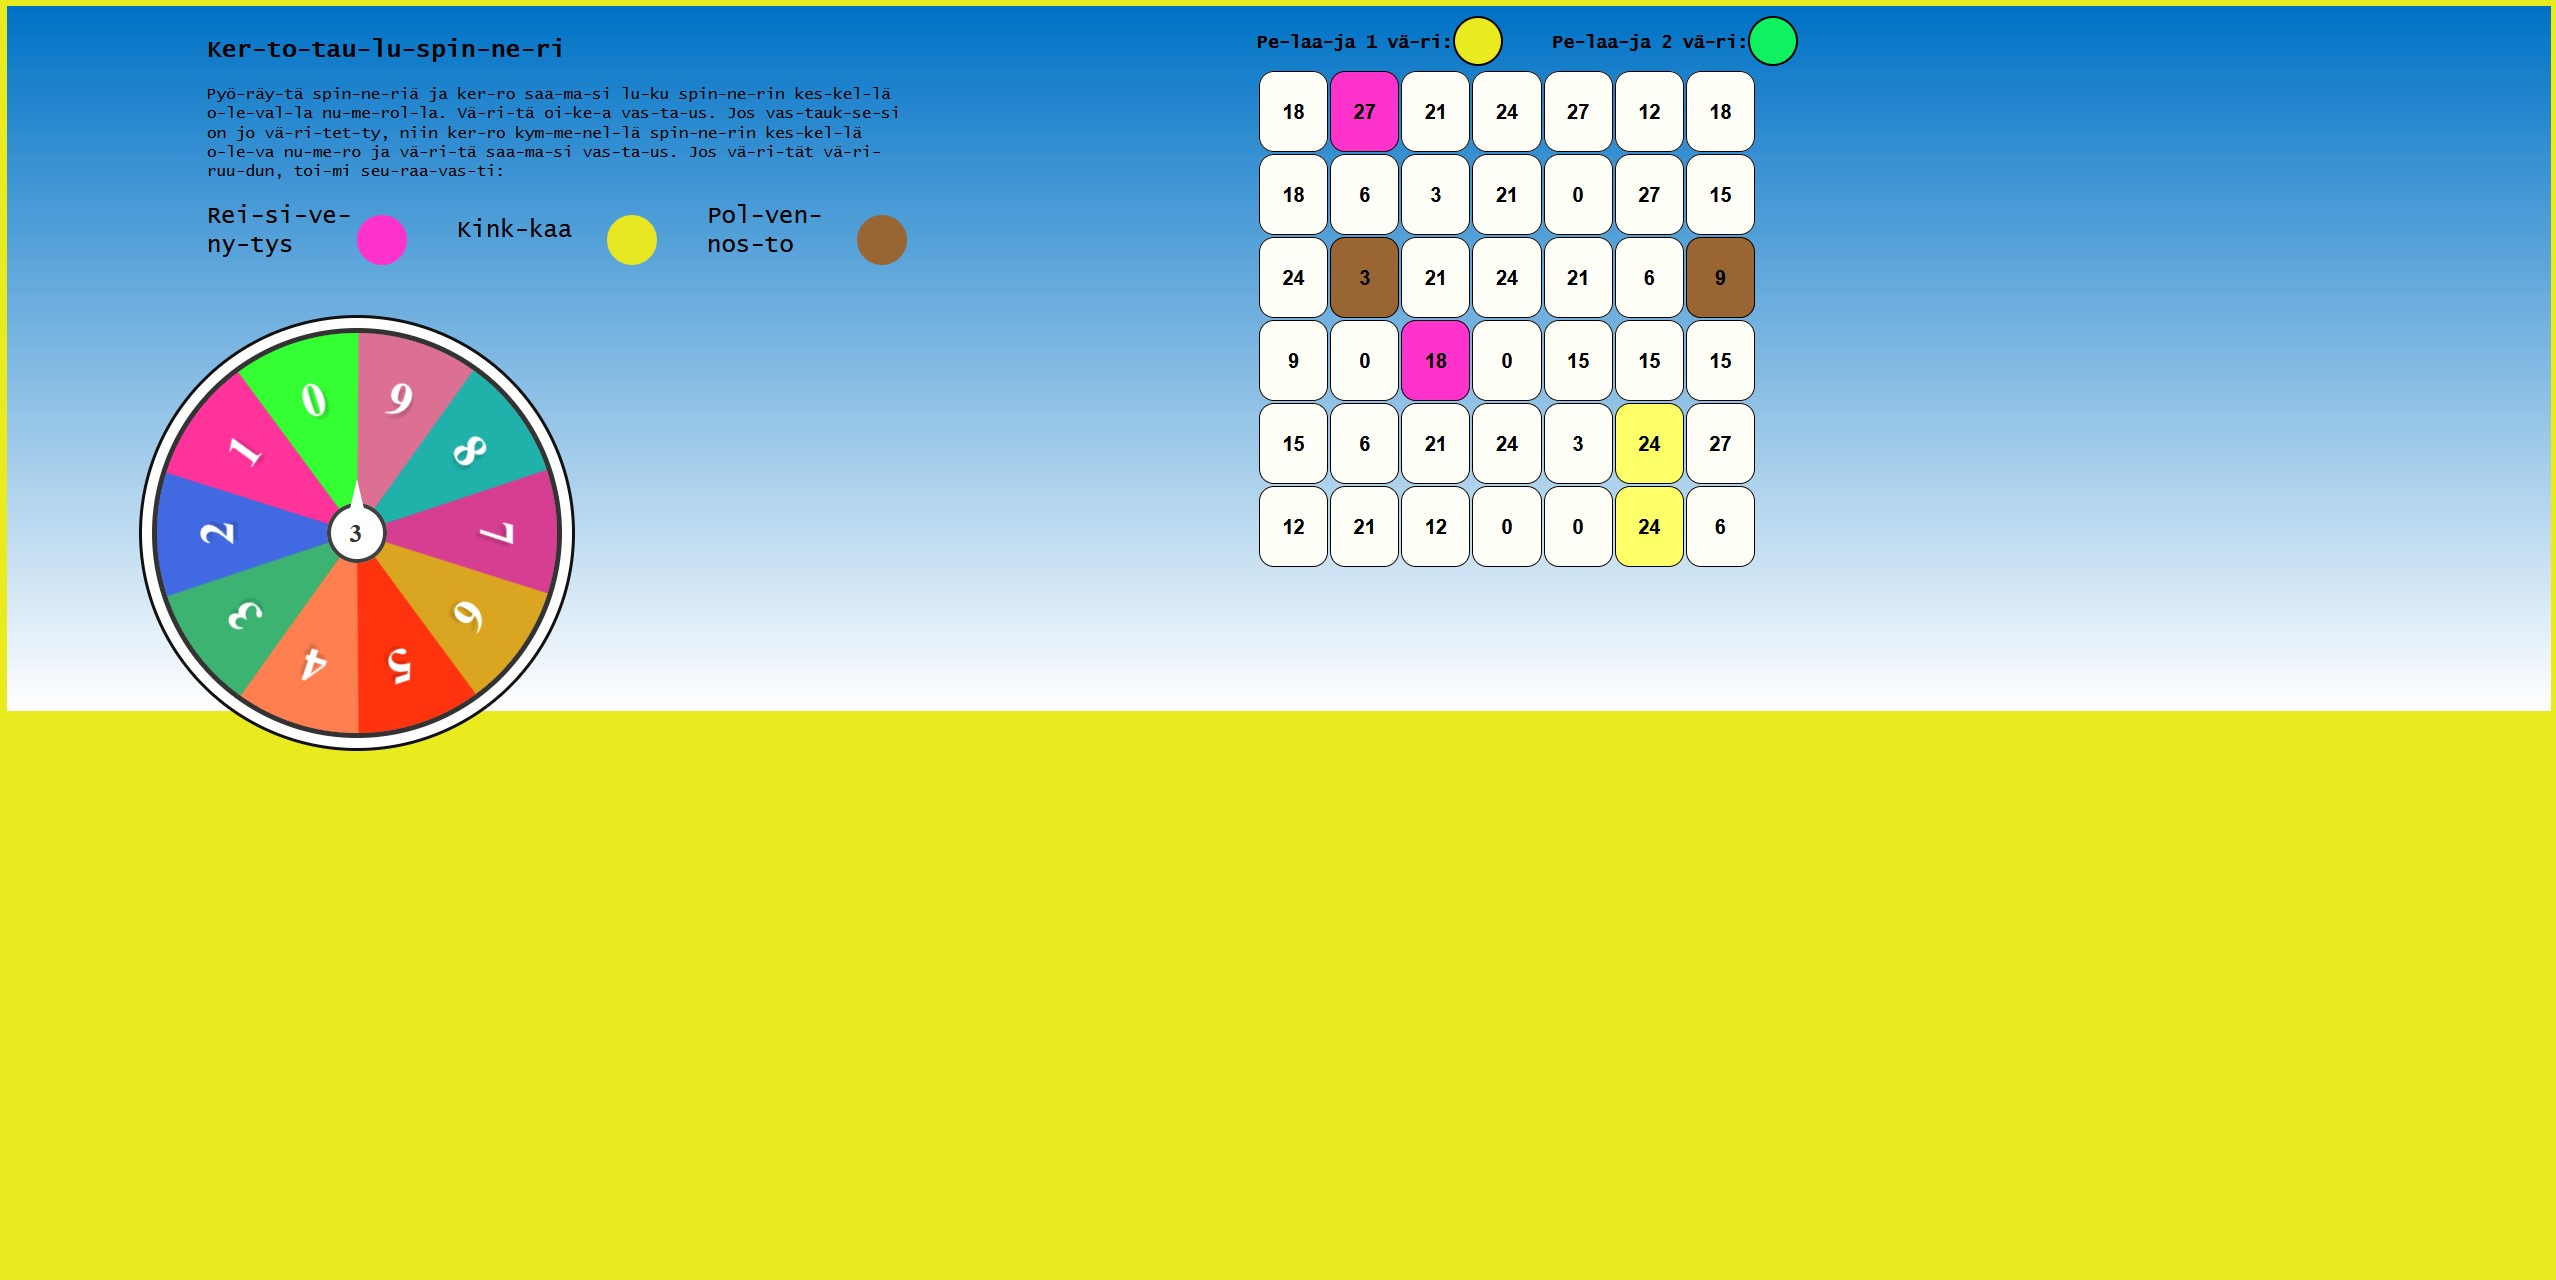 Ker-to-tau-lu-spin-ne-ri
Pyö-räy-tä spin-ne-riä ja ker-ro saa-ma-si lu-ku spin-ne-rin kes-kel-lä
o-le-val-la nu-me-rol-la. Vä-ri-tä oi-ke-a vas-ta-us. Jos vas-tauk-se-si
on jo vä-ri-tet-ty, niin ker-ro kym-me-nel-lä spin-ne-rin kes-kel-lä
o-le-va nu-me-ro ja vä-ri-tä saa-ma-si vas-ta-us. Jos vä-ri-tät vä-ri-
ruu-dun, toi-mi seu-raa-vas-ti:
Rei-si-ve-
ny-tys
Kink-kaa
Pol-ven-
nos-to
0
1
2
3
4
5
6
7
8
9
3
Pe-laa-ja 1 vä-ri:
Pe-laa-ja 2 vä-ri:
18 27 21 24 27 12 18
18 6 3 21 0 27 15
24 3 21 24 21 6 9
9 0 18 0 15 15 15
15 6 21 24 3 24 27
12 21 12 0 0 24 6